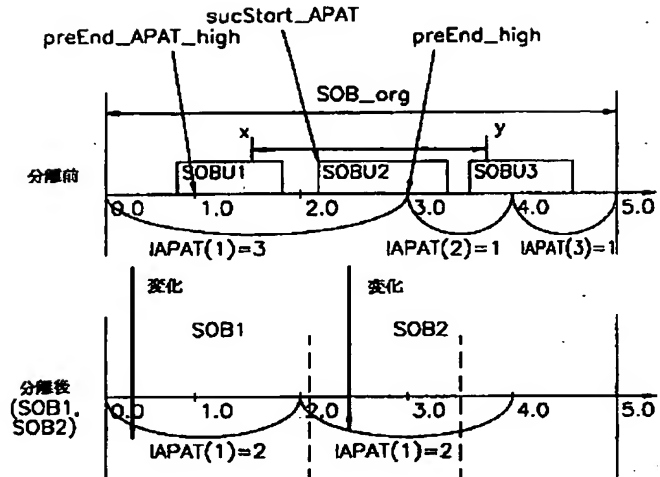 sucStart_APAT
preEnd_APAT_high
preEnd_high
SOB_org
x
y
分離前
SOBU1
SOBU2
SOBU3
0.0 1.0 2.0 3.0 4.0 5.0
IAPAT(1)=3
IAPAT(2)=1
IAPAT(3)=1
変化
変化
SOB1
SOB2
分離後
(SOB1,
SOB2)
0.0 1.0 2.0 3.0 4.0 5.0
IAPAT(1)=2
IAPAT(1)=2